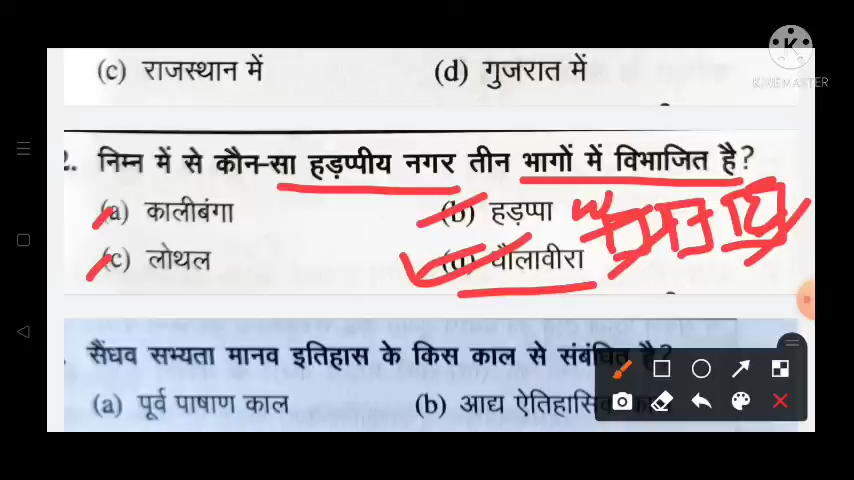 KINEMASTER
(c) राजस्थान में (d) गुजरात में
2. निम्न में से कौन-सा हड़प्पीय नगर तीन भागों में विभाजित है?
(a) कालीबंगा (b) हड़प्पा
(c) लोथल (d) धौलावीरा
सैंधव सभ्यता मानव इतिहास के किस काल से संबंधित है?
(a) पूर्व पाषाण काल (b) आद्य ऐतिहासिक